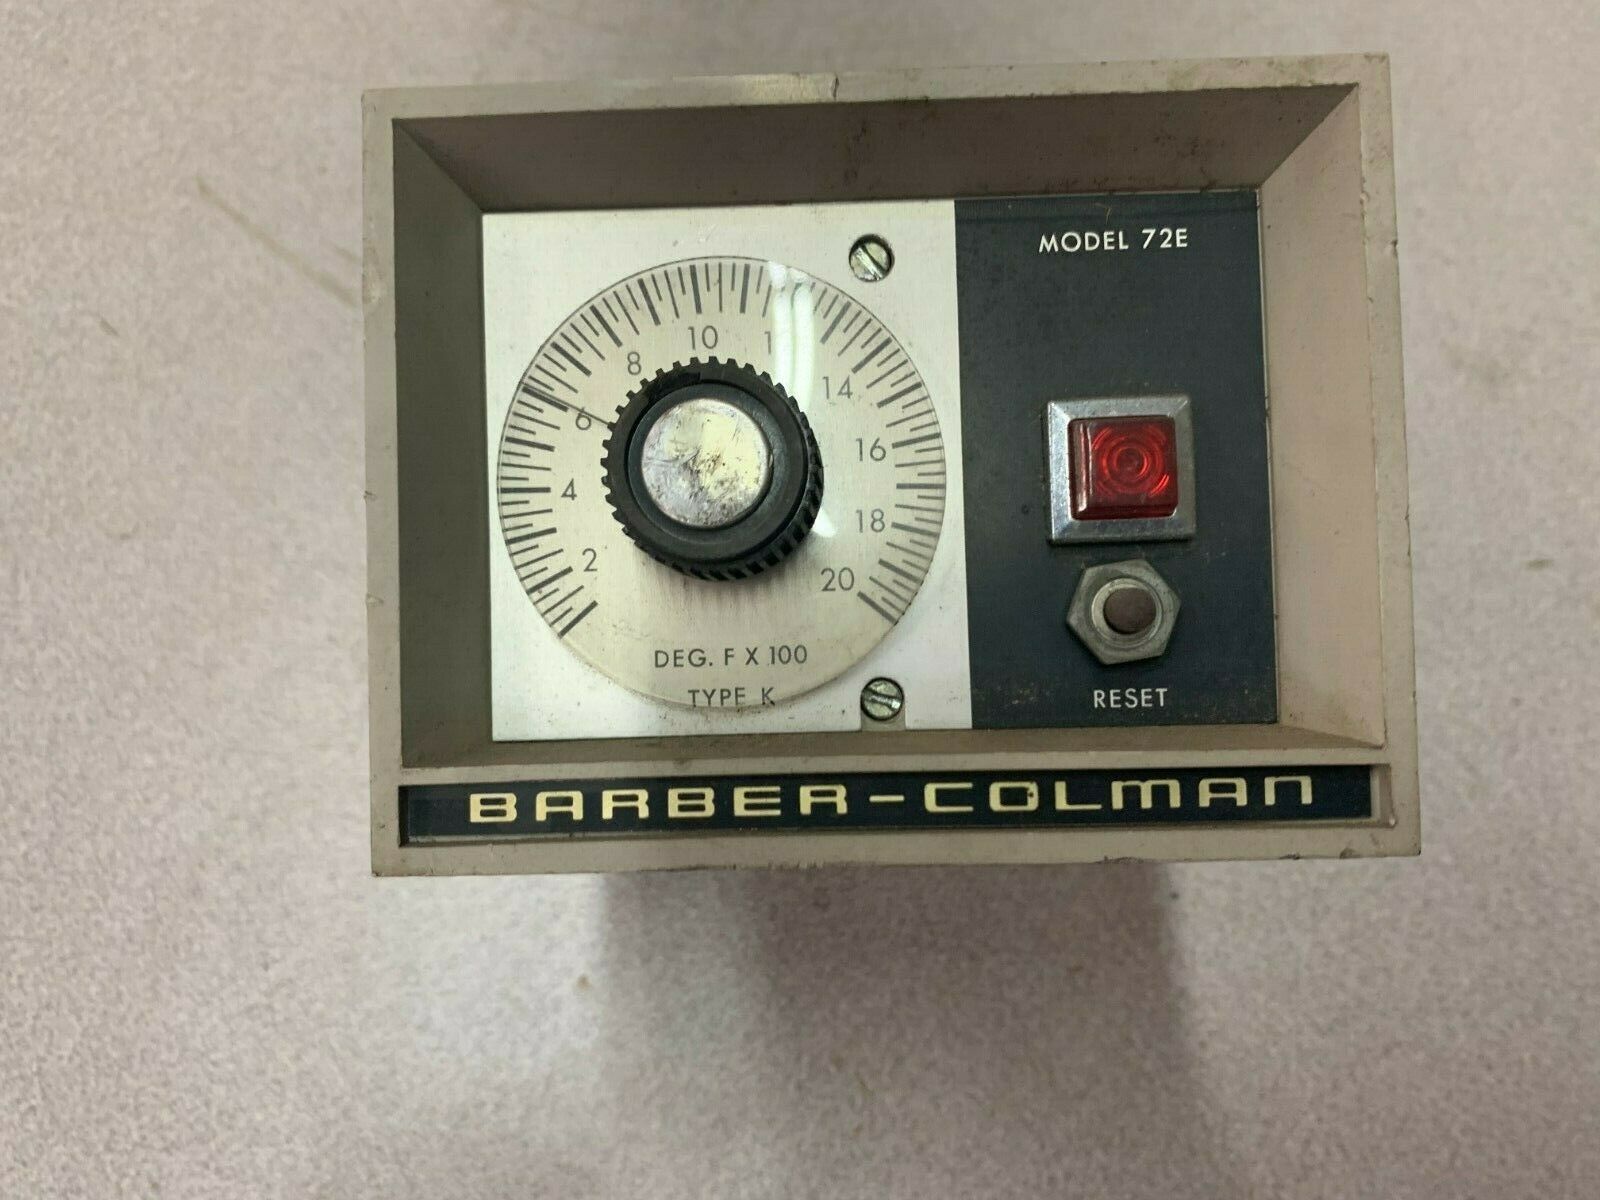 MODEL 72E
2
4
6
8
10
14
16
18
20
DEG. F X 100
TYPE K
RESET
BARBER-COLMAN